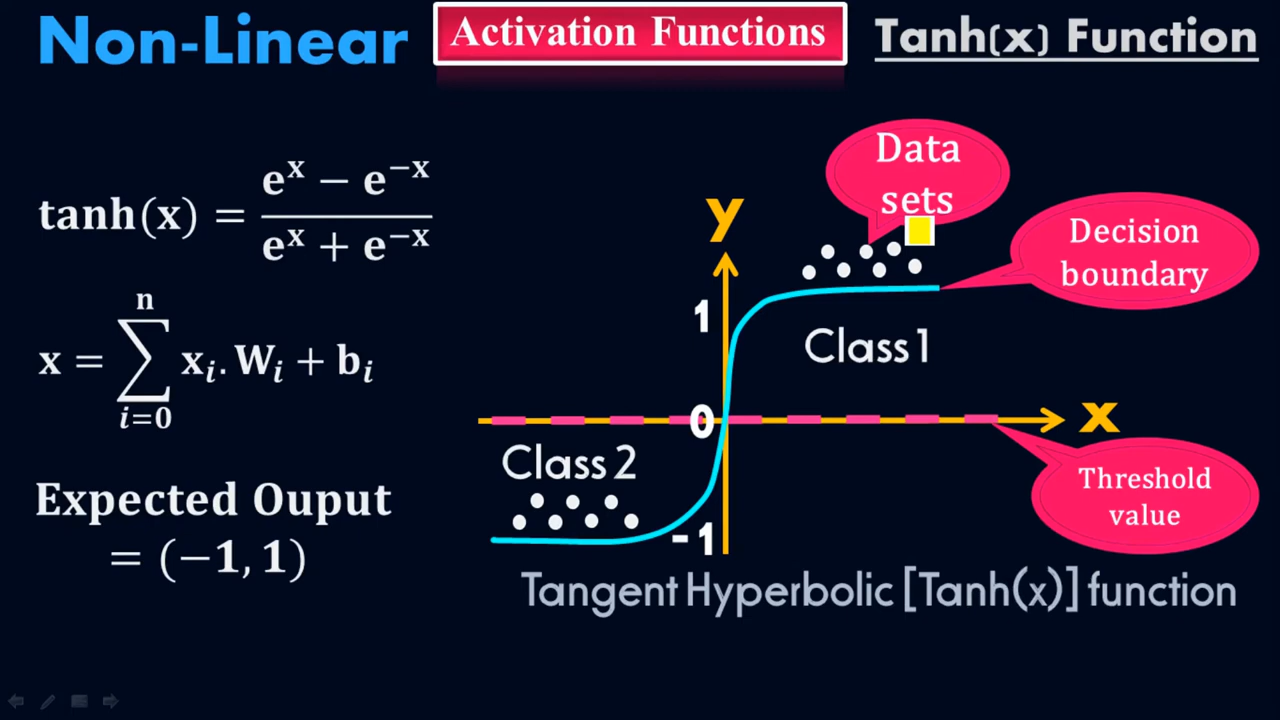 Non-Linear
Activation Functions
Tanh(x) Function
tanh(x) = (e^x − e^−x) / (e^x + e^−x)
x = ∑_{i=0}^{n} x_i. W_i + b_i
Expected Ouput
= (−1, 1)
y
1
0
-1
x
Data
sets
Decision
boundary
Class 1
Class 2
Threshold
value
Tangent Hyperbolic [Tanh(x)] function